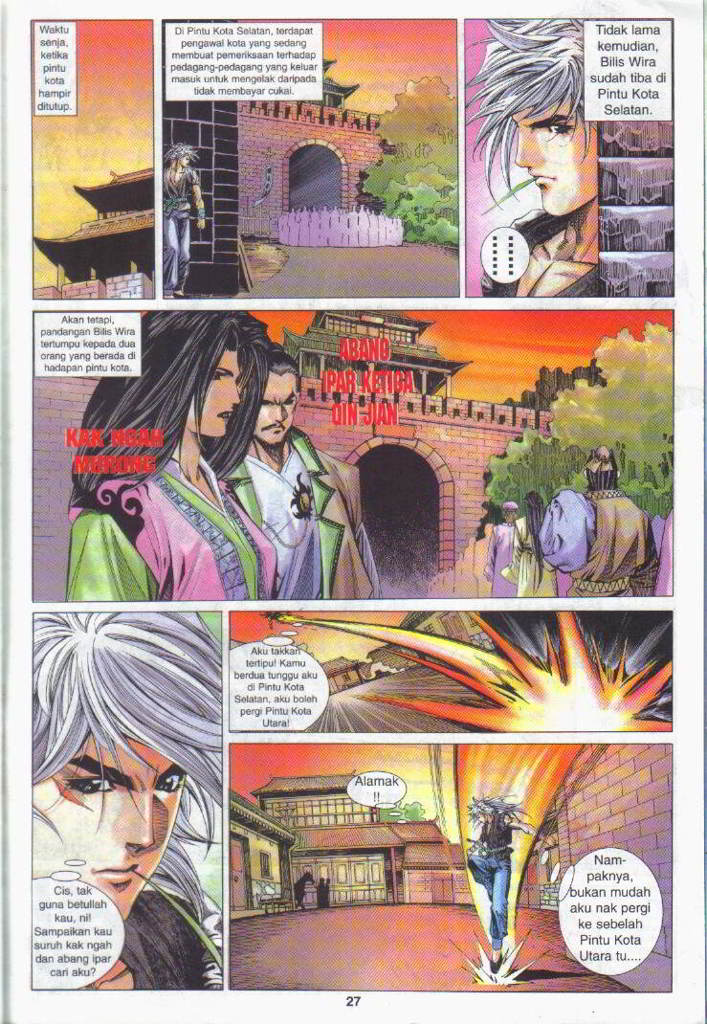 Waktu
senja,
ketika
pintu
kota
hampir
ditutup.
Di Pintu Kota Selatan, terdapat
pengawal kota yang sedang
membuat pemeriksaan terhadap
pedagang-pedagang yang keluar
masuk untuk mengelak daripada
tidak membayar cukai.
Tidak lama
kemudian,
Bilis Wira
sudah tiba di
Pintu Kota
Selatan.
Akan tetapi,
pandangan Bilis Wira
tertumpu kepada dua
orang yang berada di
hadapan pintu kota.
KAK NGAH
MURONG
ABANG
IPAR KETIGA
QIN JIAN
Cis, tak
guna betullah
kau, ni!
Sampaikan kau
suruh kak ngah
dan abang ipar
cari aku?
Aku takkan
tertipu! Kamu
berdua tunggu aku
di Pintu Kota
Selatan, aku boleh
pergi Pintu Kota
Utara!
Alamak
!!
Nam-
paknya,
bukan mudah
aku nak pergi
ke sebelah
Pintu Kota
Utara tu....
27